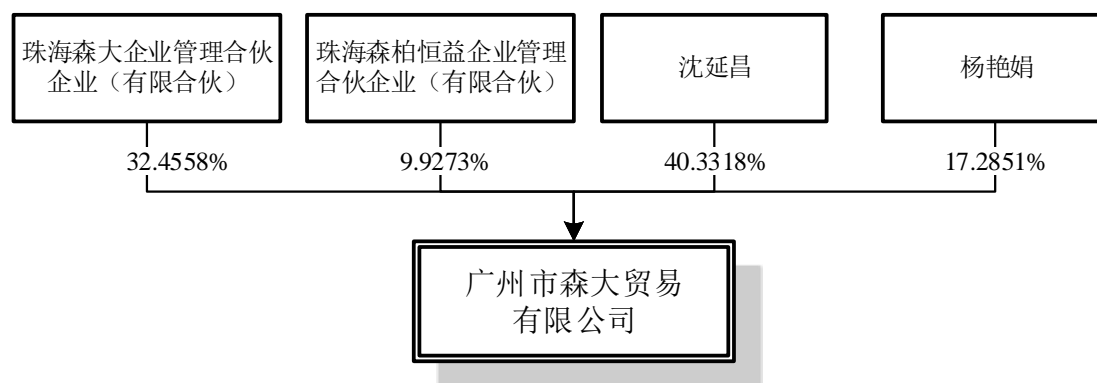 珠海森大企业管理合伙
企业（有限合伙）
珠海森柏恒益企业管理
合伙企业（有限合伙）
沈延昌
杨艳娟
32.4558%
9.9273%
40.3318%
17.2851%
广州市森大贸易
有限公司